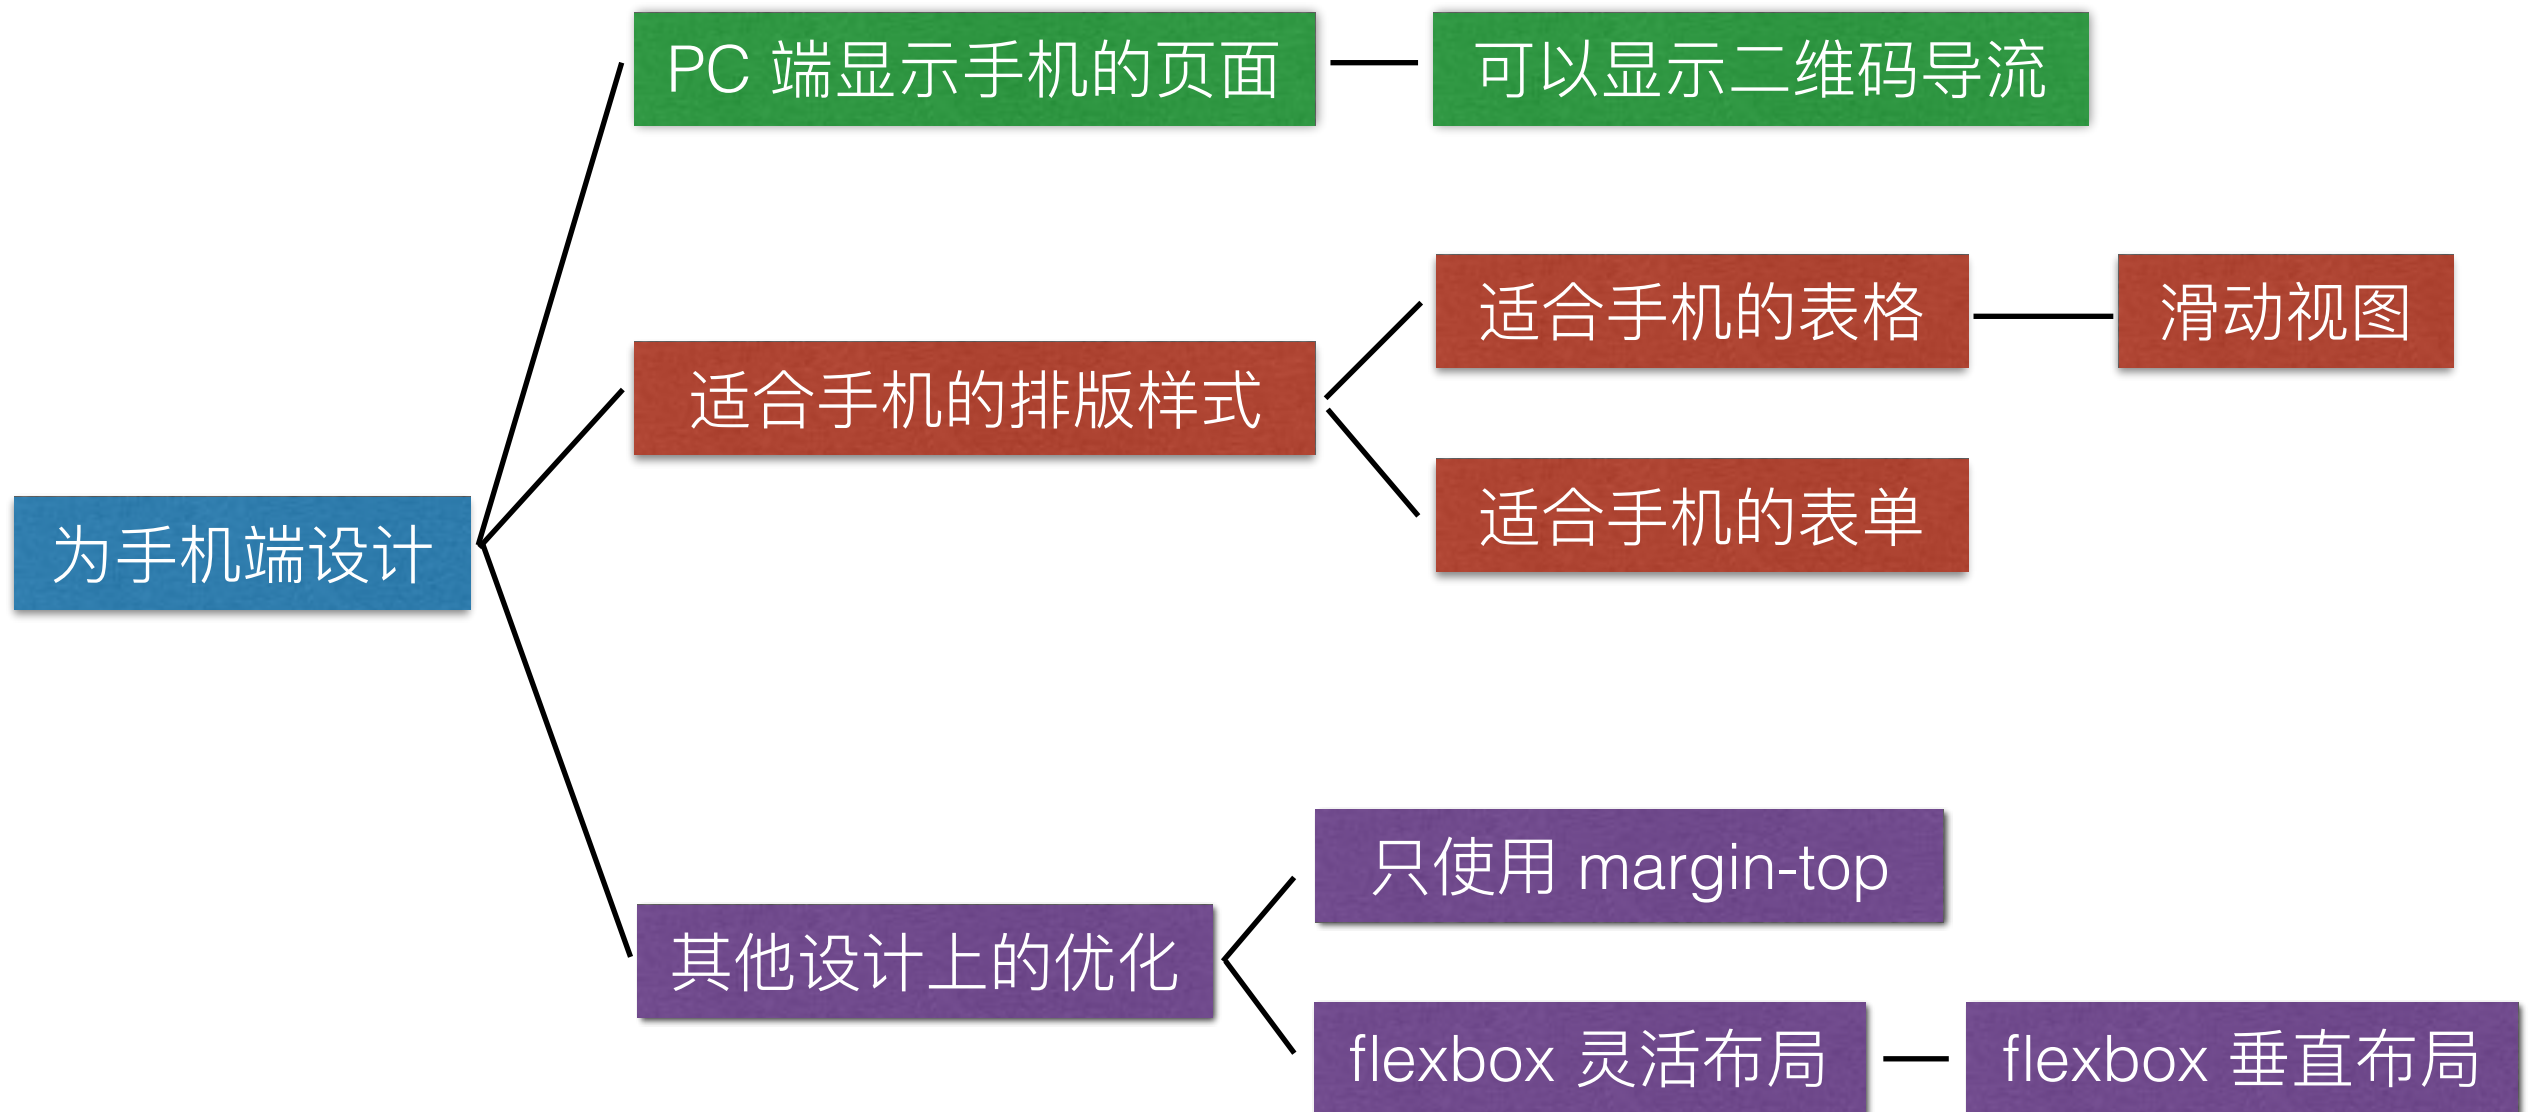 PC 端显示手机的页面
可以显示二维码导流
适合手机的表格
滑动视图
适合手机的排版样式
适合手机的表单
为手机端设计
只使用 margin-top
其他设计上的优化
flexbox 灵活布局
flexbox 垂直布局